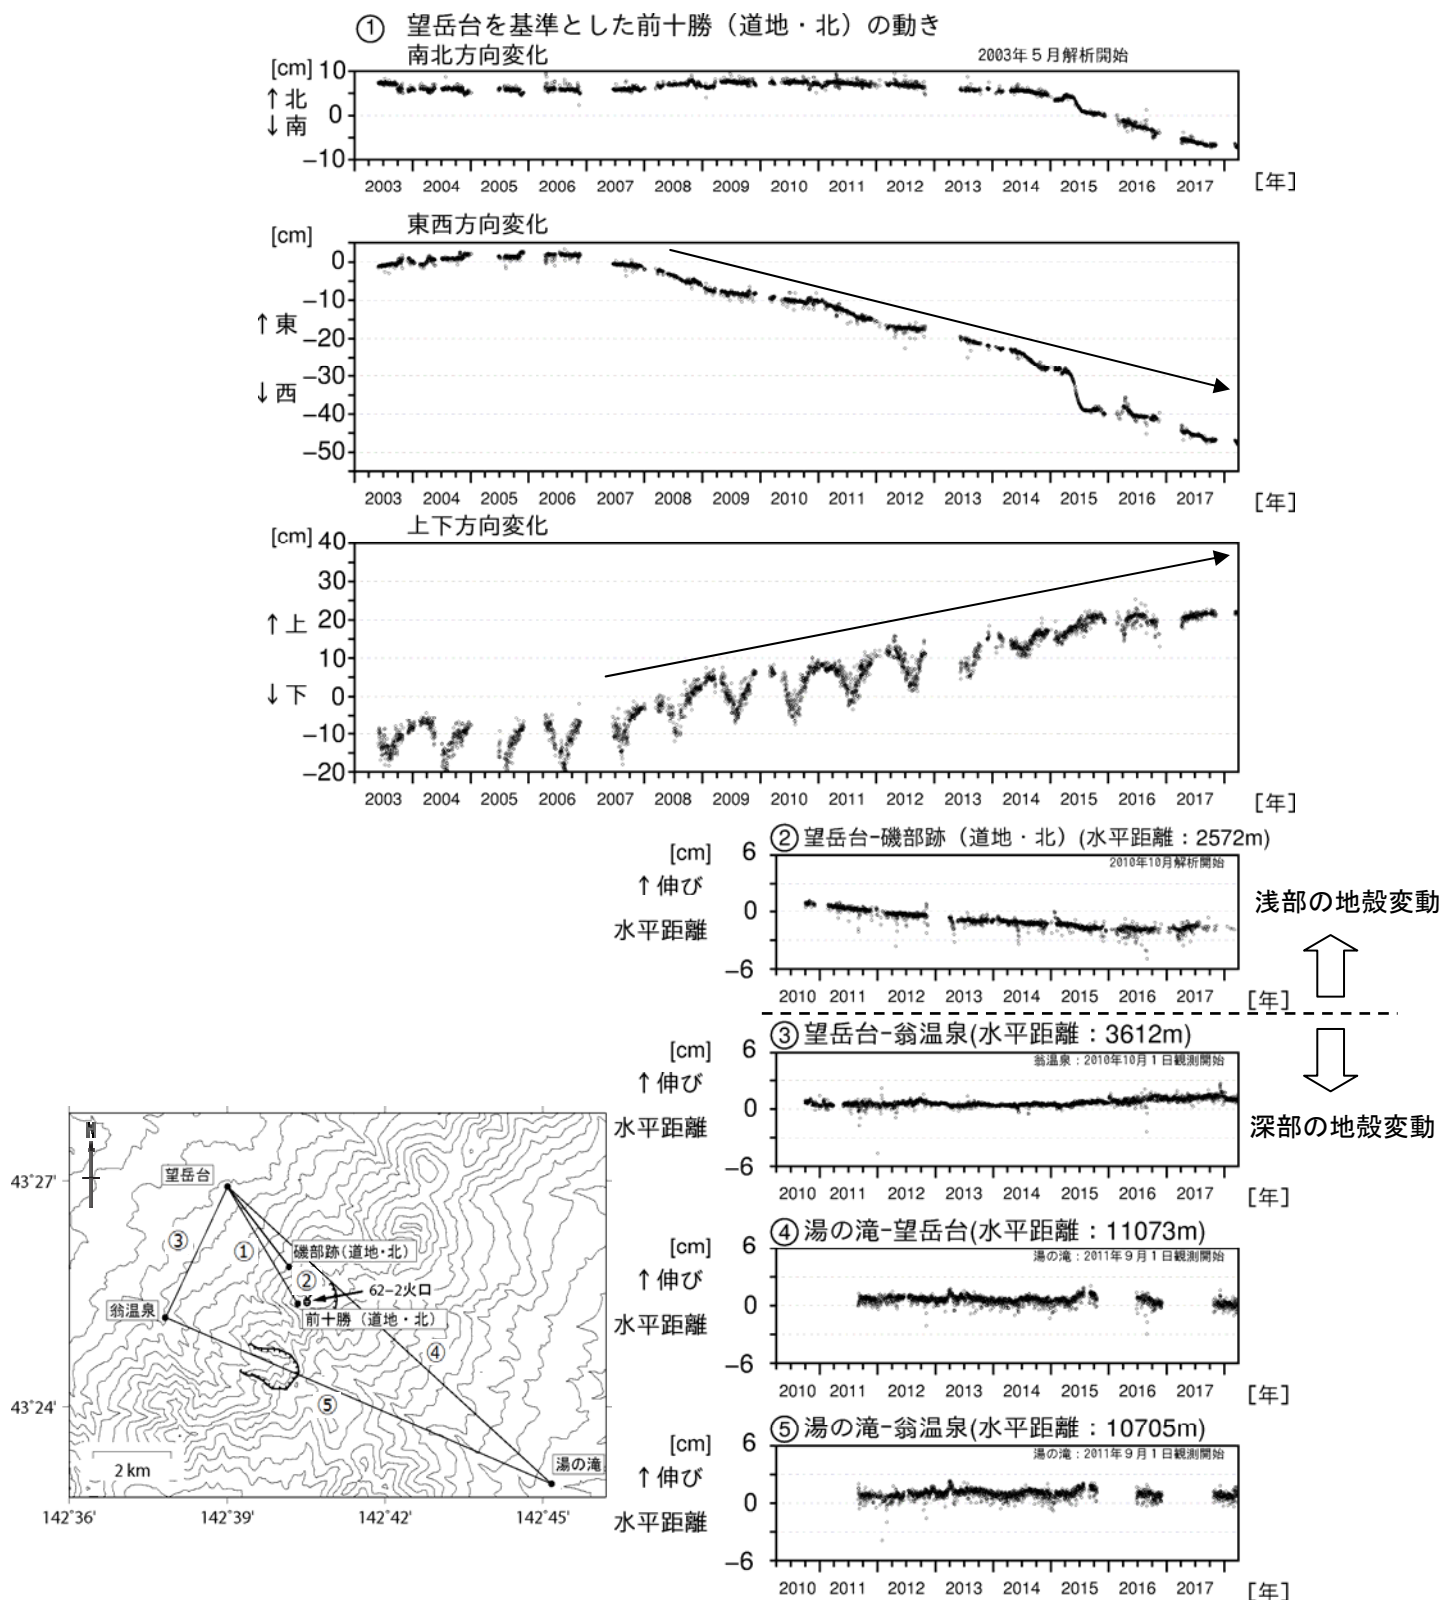 ① 望岳台を基準とした前十勝（道地・北）の動き
南北方向変化
2003年５月解析開始
[cm]
↑北
↓南
10
0
−10
2003 2004 2005 2006 2007 2008 2009 2010 2011 2012 2013 2014 2015 2016 2017 [年]
東西方向変化
[cm]
↑東
↓西
0
−10
−20
−30
−40
−50
2003 2004 2005 2006 2007 2008 2009 2010 2011 2012 2013 2014 2015 2016 2017 [年]
上下方向変化
[cm]
↑上
↓下
40
30
20
10
0
−10
−20
2003 2004 2005 2006 2007 2008 2009 2010 2011 2012 2013 2014 2015 2016 2017 [年]
②望岳台−磯部跡（道地・北）(水平距離：2572m)
2010年10月解析開始
[cm]
↑伸び
水平距離
6
0
−6
2010 2011 2012 2013 2014 2015 2016 2017 [年]
浅部の地殻変動
③望岳台−翁温泉(水平距離：3612m)
翁温泉：2010年10月１日観測開始
[cm]
↑伸び
水平距離
6
0
−6
2010 2011 2012 2013 2014 2015 2016 2017 [年]
深部の地殻変動
④湯の滝−望岳台(水平距離：11073m)
湯の滝：2011年９月１日観測開始
[cm]
↑伸び
水平距離
6
0
−6
2010 2011 2012 2013 2014 2015 2016 2017 [年]
⑤湯の滝−翁温泉(水平距離：10705m)
湯の滝：2011年９月１日観測開始
[cm]
↑伸び
水平距離
6
0
−6
2010 2011 2012 2013 2014 2015 2016 2017 [年]
N
43˚27'
43˚24'
望岳台
③
①
磯部跡(道地・北)
②
62−2火口
翁温泉
前十勝（道地・北）
④
⑤
湯の滝
2 km
142˚36' 142˚39' 142˚42' 142˚45'